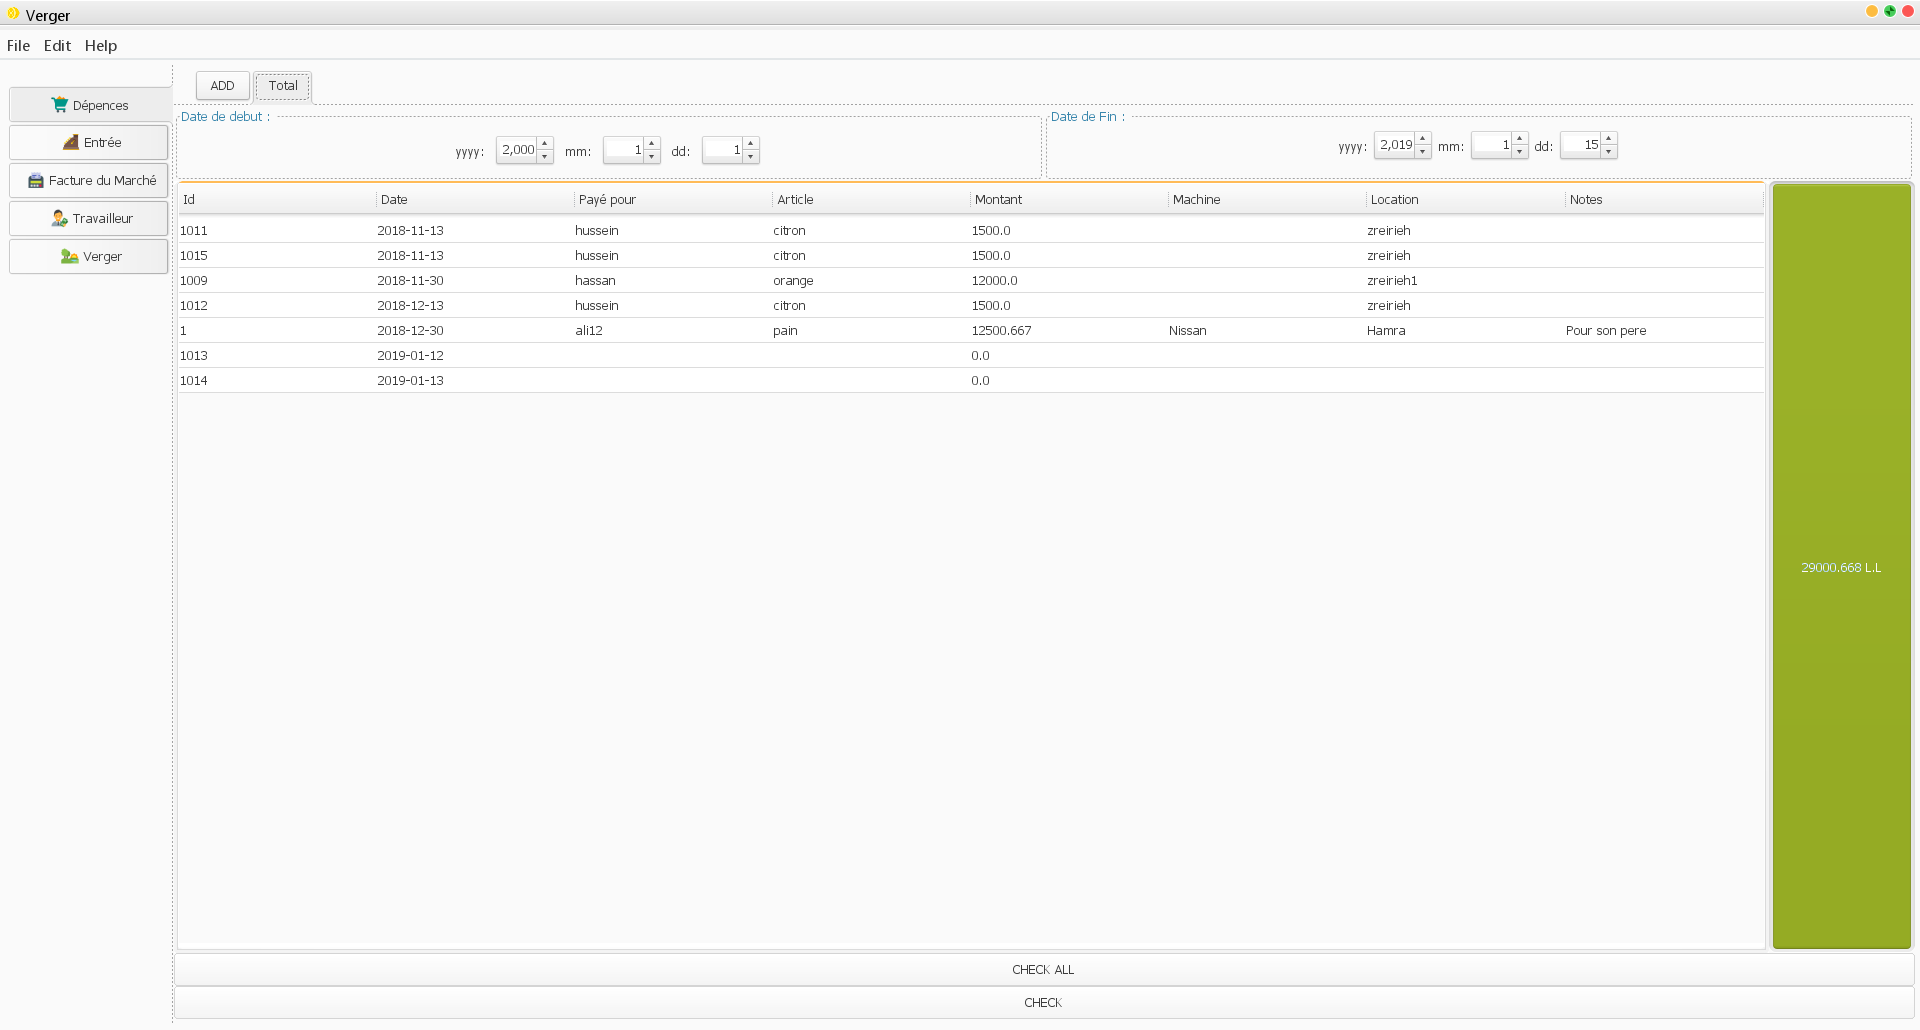 Verger
File Edit Help
Dépences
Entrée
Facture du Marché
Travailleur
Verger
ADD Total
Date de debut :
yyyy: 2,000 mm: 1 dd: 1
Date de Fin :
yyyy: 2,019 mm: 1 dd: 15
Id Date Payé pour Article Montant Machine Location Notes
1011 2018-11-13 hussein citron 1500.0 zreirieh
1015 2018-11-13 hussein citron 1500.0 zreirieh
1009 2018-11-30 hassan orange 12000.0 zreirieh1
1012 2018-12-13 hussein citron 1500.0 zreirieh
1 2018-12-30 ali12 pain 12500.667 Nissan Hamra Pour son pere
1013 2019-01-12 0.0
1014 2019-01-13 0.0
29000.668 L.L
CHECK ALL
CHECK